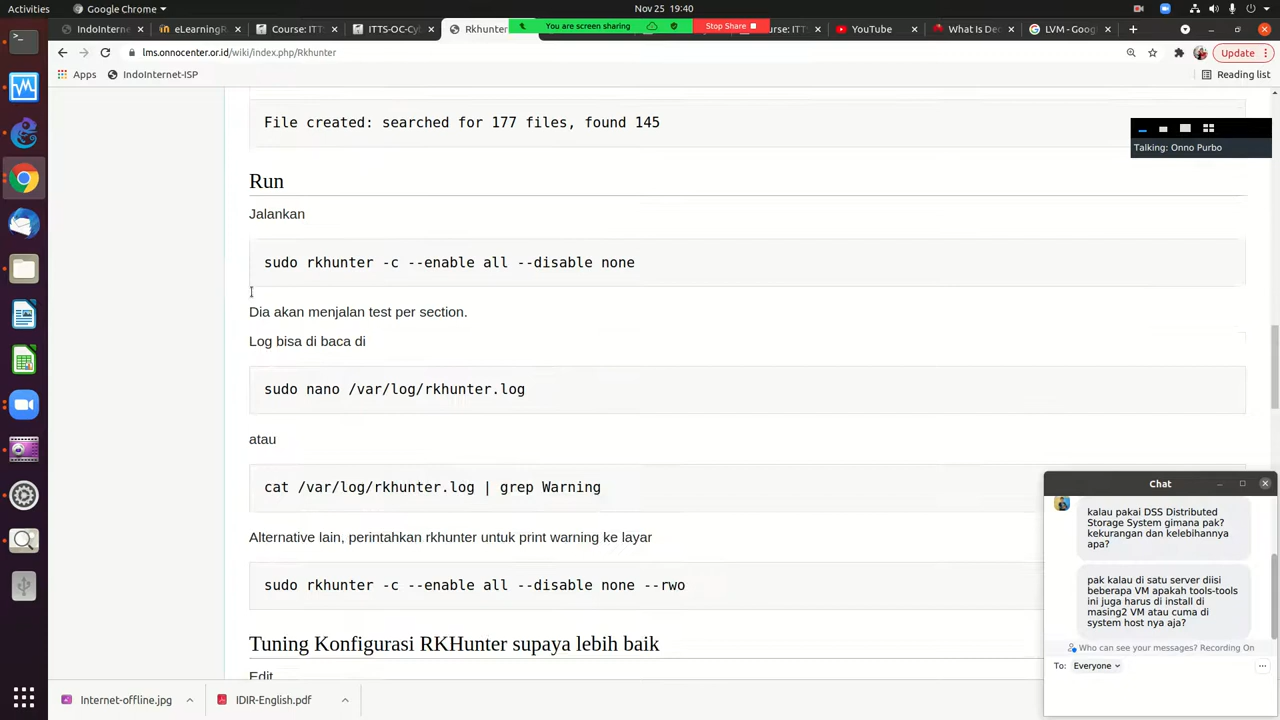 Activities
Google Chrome
Nov 25 19:40
IndoIntern
eLearningR
Course: ITT
ITTS-OC-Cy
Rkhunter
You are screen sharing
Stop Share
urse: ITT
YouTube
What Is De
LVM - Goog
lms.onnocenter.or.id/wiki/index.php/Rkhunter
Update
Apps
IndoInternet-ISP
Reading list
File created: searched for 177 files, found 145
Talking: Onno Purbo
Run
Jalankan
sudo rkhunter -c --enable all --disable none
Dia akan menjalan test per section.
Log bisa di baca di
sudo nano /var/log/rkhunter.log
atau
cat /var/log/rkhunter.log | grep Warning
Alternative lain, perintahkan rkhunter untuk print warning ke layar
sudo rkhunter -c --enable all --disable none --rwo
Tuning Konfigurasi RKHunter supaya lebih baik
Edit
Chat
kalau pakai DSS Distributed
Storage System gimana pak?
kekurangan dan kelebihannya
apa?
pak kalau di satu server diisi
beberapa VM apakah tools-tools
ini juga harus di install di
masing2 VM atau cuma di
system host nya aja?
Who can see your messages? Recording On
To: Everyone
Internet-offline.jpg
IDIR-English.pdf